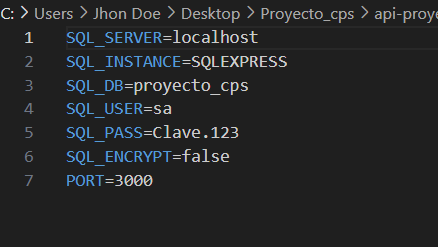 C: > Users > Jhon Doe > Desktop > Proyecto_cps > api-proye
1 SQL_SERVER=localhost
2 SQL_INSTANCE=SQLEXPRESS
3 SQL_DB=proyecto_cps
4 SQL_USER=sa
5 SQL_PASS=Clave.123
6 SQL_ENCRYPT=false
7 PORT=3000